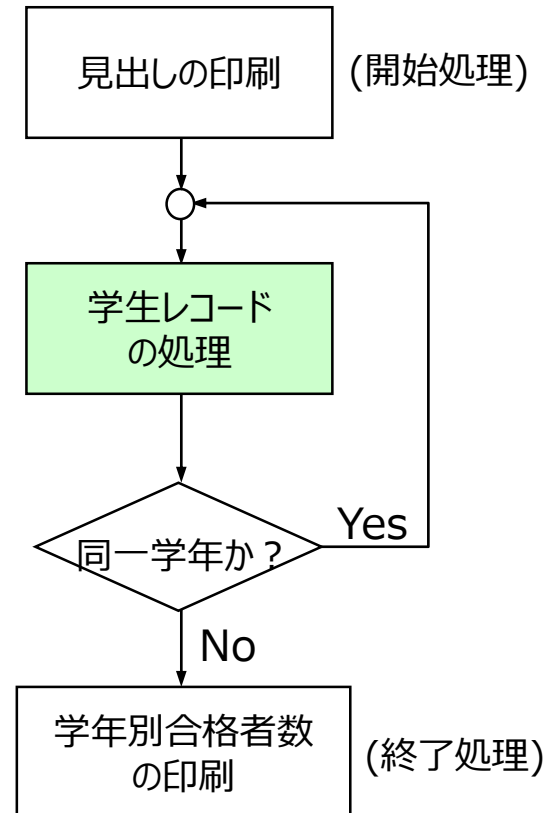 見出しの印刷
(開始処理)
学生レコード
の処理
同一学年か？
Yes
No
学年別合格者数
の印刷
(終了処理)